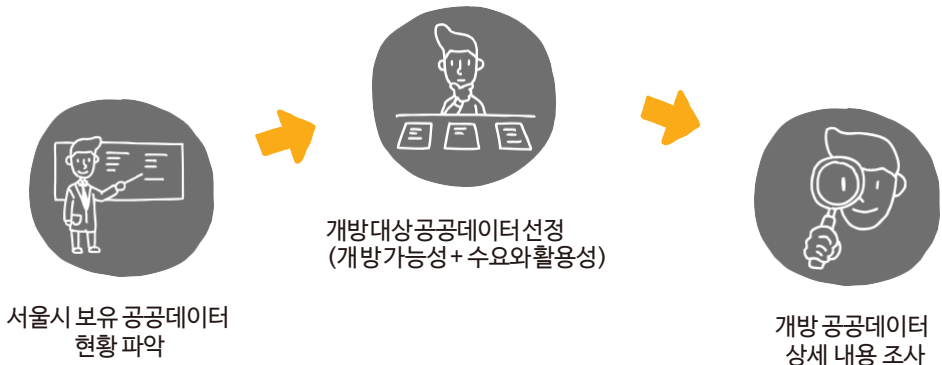 서울시 보유 공공데이터
현황 파악
개방 대상 공공데이터 선정
(개방 가능성 + 수요와 활용성)
개방 공공데이터
상세 내용 조사